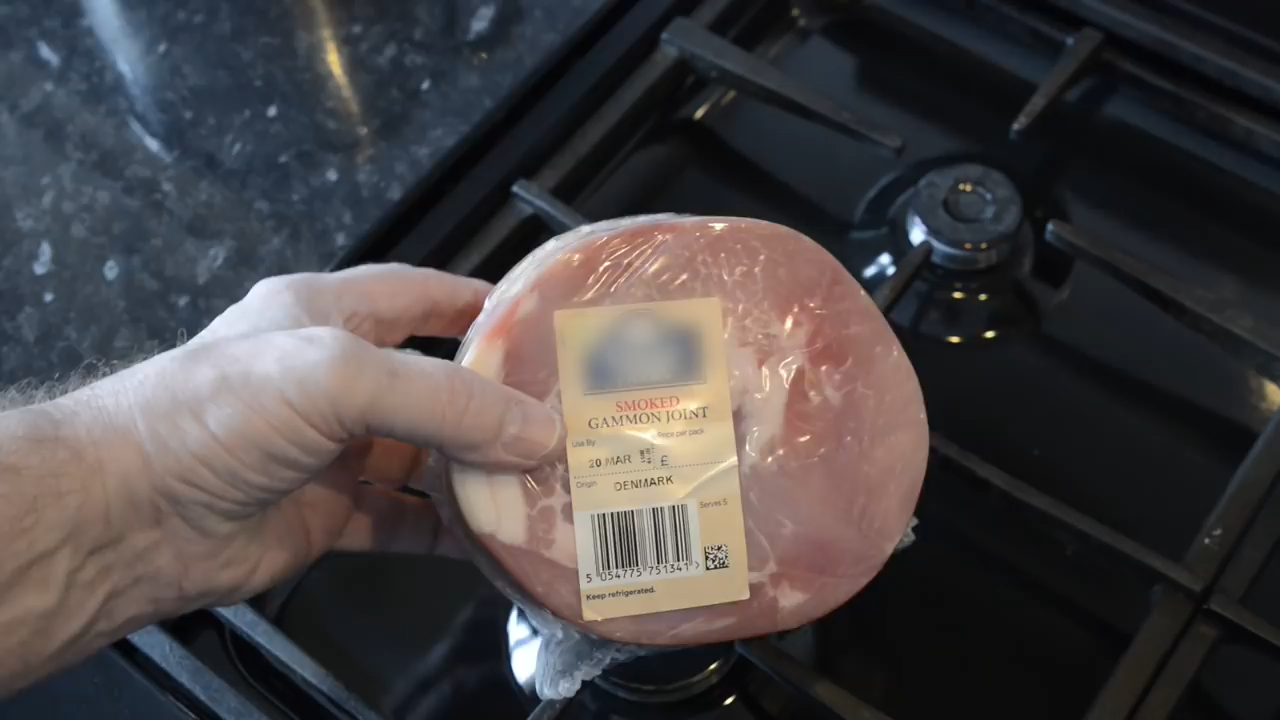 SMOKED
GAMMON JOINT
Use By
Price per pack
20 MAR
£
Origin
DENMARK
Serves 5
5 054775 751341 >
Keep refrigerated.